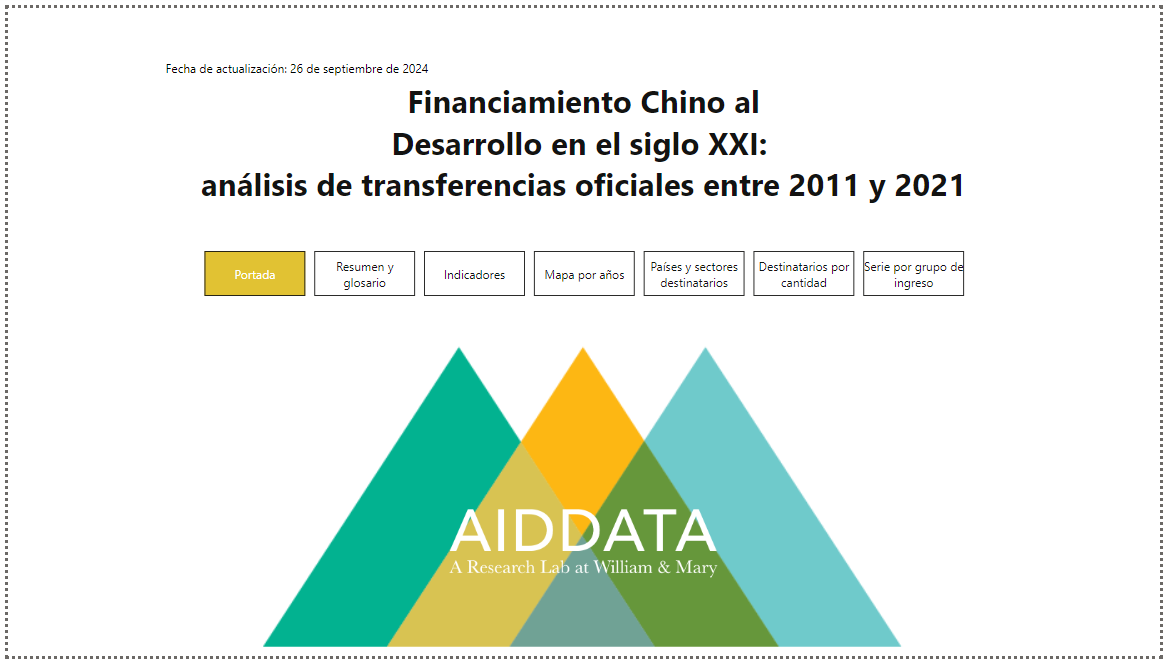 Fecha de actualización: 26 de septiembre de 2024
Financiamiento Chino al
Desarrollo en el siglo XXI:
análisis de transferencias oficiales entre 2011 y 2021
Portada
Resumen y
glosario
Indicadores
Mapa por años
Países y sectores
destinatarios
Destinatarios por
cantidad
Serie por grupo de
ingreso
AIDDATA
A Research Lab at William & Mary